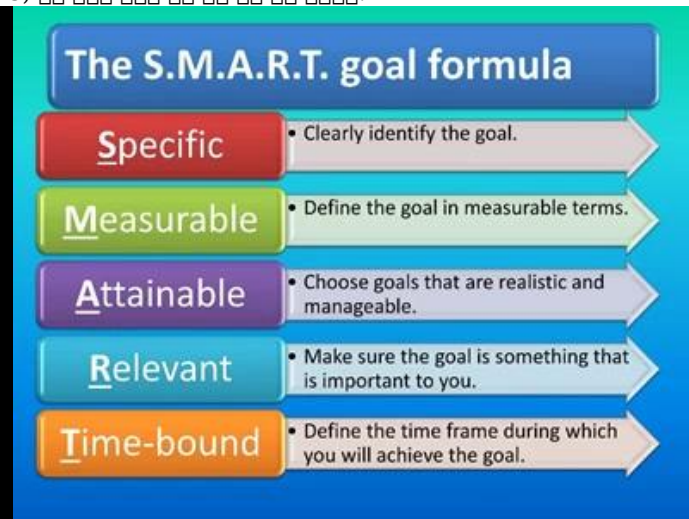 The S.M.A.R.T. goal formula
Specific
• Clearly identify the goal.
Measurable
• Define the goal in measurable terms.
Attainable
• Choose goals that are realistic and
manageable.
Relevant
• Make sure the goal is something that
is important to you.
Time-bound
• Define the time frame during which
you will achieve the goal.